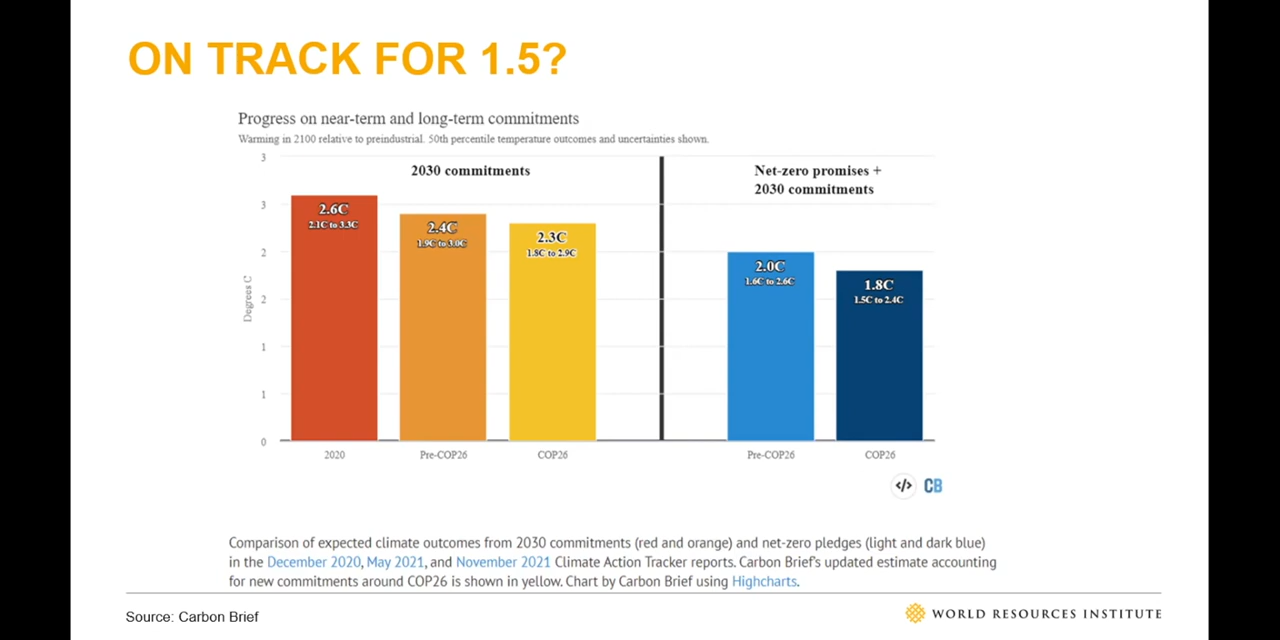 ON TRACK FOR 1.5?
Progress on near-term and long-term commitments
Warming in 2100 relative to preindustrial. 50th percentile temperature outcomes and uncertainties shown.
3
3
2
2
1
1
0
Degrees C
2030 commitments
Net-zero promises +
2030 commitments
2.6C
2.1C to 3.3C
2.4C
1.9C to 3.0C
2.3C
1.8C to 2.9C
2.0C
1.6C to 2.6C
1.8C
1.5C to 2.4C
2020
Pre-COP26
COP26
Pre-COP26
COP26
</>
CB
Comparison of expected climate outcomes from 2030 commitments (red and orange) and net-zero pledges (light and dark blue)
in the December 2020, May 2021, and November 2021 Climate Action Tracker reports. Carbon Brief's updated estimate accounting
for new commitments around COP26 is shown in yellow. Chart by Carbon Brief using Highcharts.
Source: Carbon Brief
WORLD RESOURCES INSTITUTE